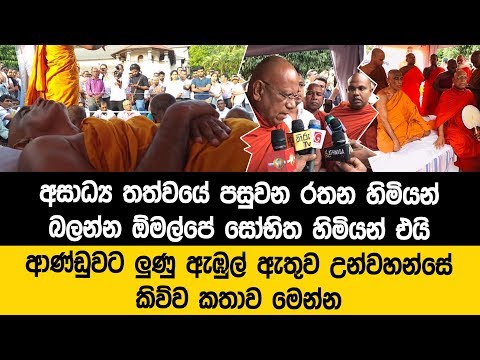 අසාධ්‍ය තත්වයේ පසුවන රතන හිමියන්
බලන්න ඕමල්පේ සෝභිත හිමියන් එයි
ආණ්ඩුවට ලුණු ඇඹුල් ඇතුව උන්වහන්සේ
කිව්ව කතාව මෙන්න